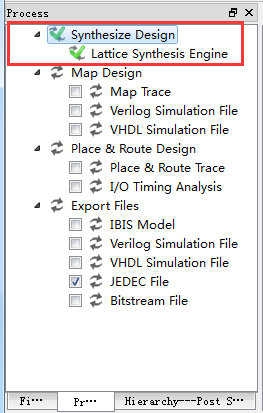 Process
Synthesize Design
Lattice Synthesis Engine
Map Design
Map Trace
Verilog Simulation File
VHDL Simulation File
Place & Route Design
Place & Route Trace
I/O Timing Analysis
Export Files
IBIS Model
Verilog Simulation File
VHDL Simulation File
JEDEC File
Bitstream File
Fi··· Pr··· Hierarchy---Post S···